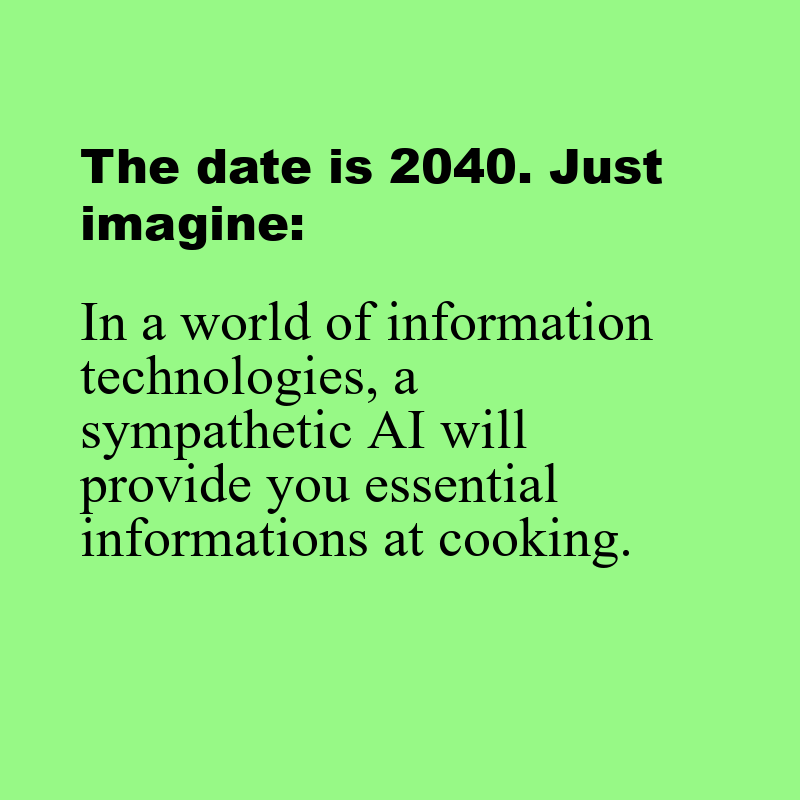 The date is 2040. Just
imagine:
In a world of information
technologies, a
sympathetic AI will
provide you essential
informations at cooking.